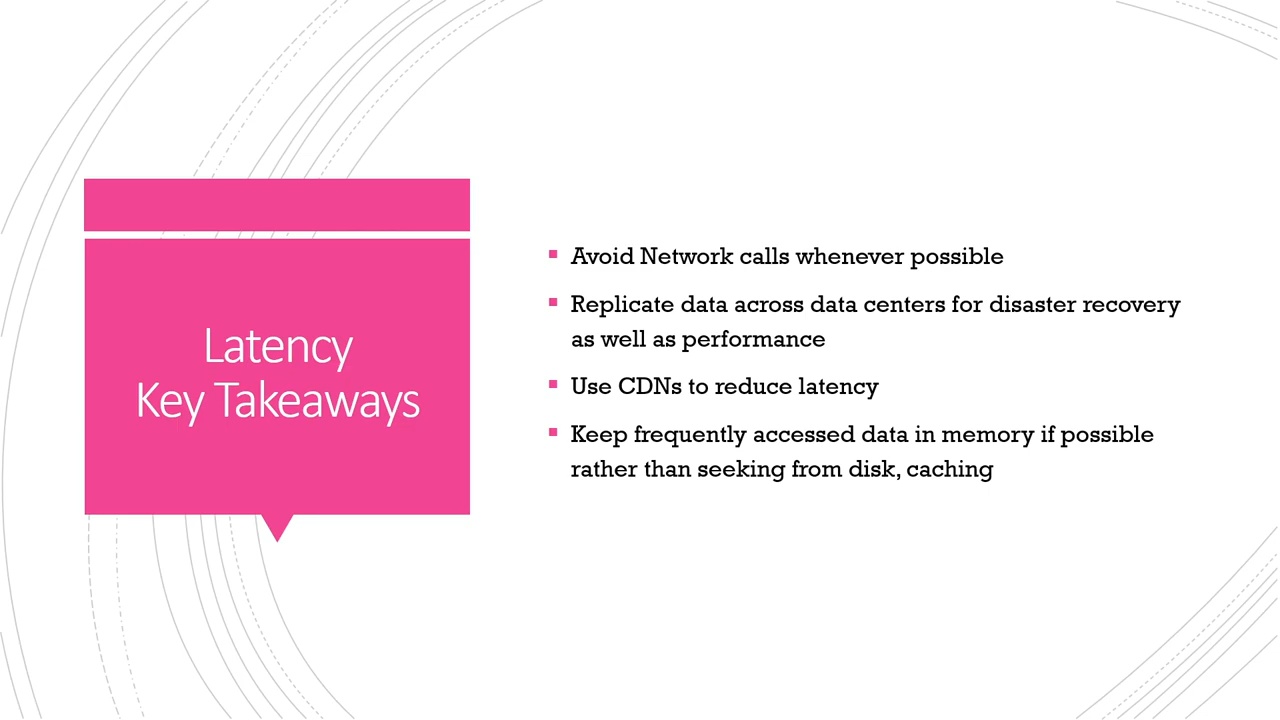 Latency
Key Takeaways
Avoid Network calls whenever possible
Replicate data across data centers for disaster recovery
as well as performance
Use CDNs to reduce latency
Keep frequently accessed data in memory if possible
rather than seeking from disk, caching